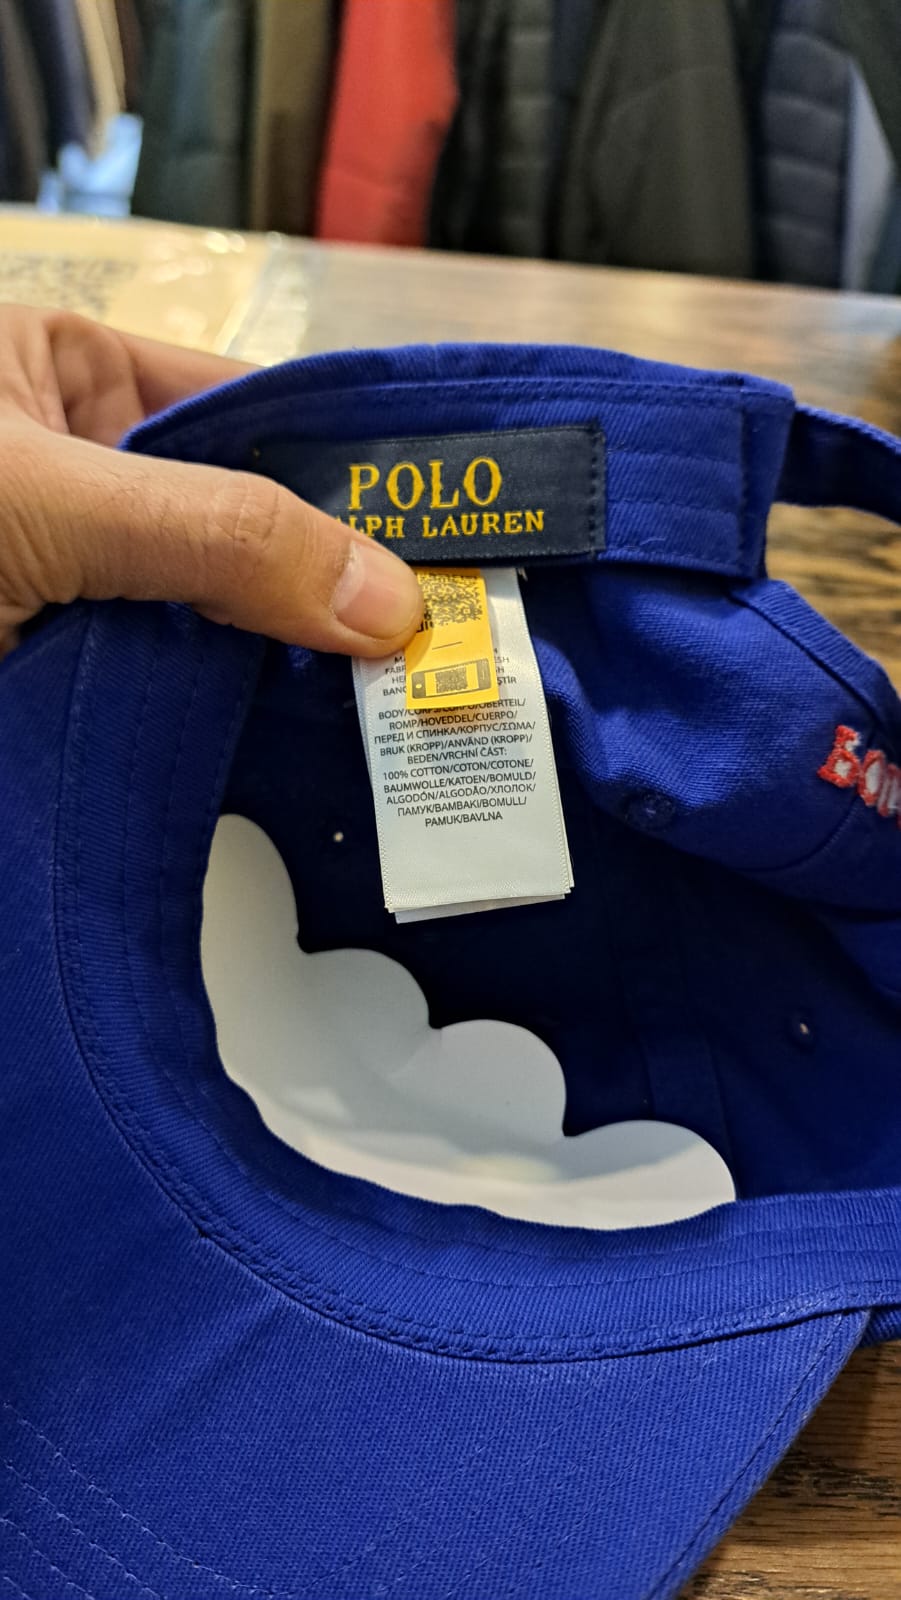 POLO
LPH LAUREN
BODY/CORPS/CORPO/OBERTEIL/
ROMP/HOVEDDEL/CUERPO/
ПЕРЕД И СПИНКА/КОРПУС/ΣΩΜΑ/
BRUK (KROPP)/ANVÄND (KROPP)/
BEDEN/VRCHNÍ ČÁST:
100% COTTON/COTON/COTONE/
BAUMWOLLE/KATOEN/BOMULD/
ALGODÓN/ALGODÃO/ХЛОПОК/
ПАМУК/BAMBAKI/BOMULL/
PAMUK/BAVLNA